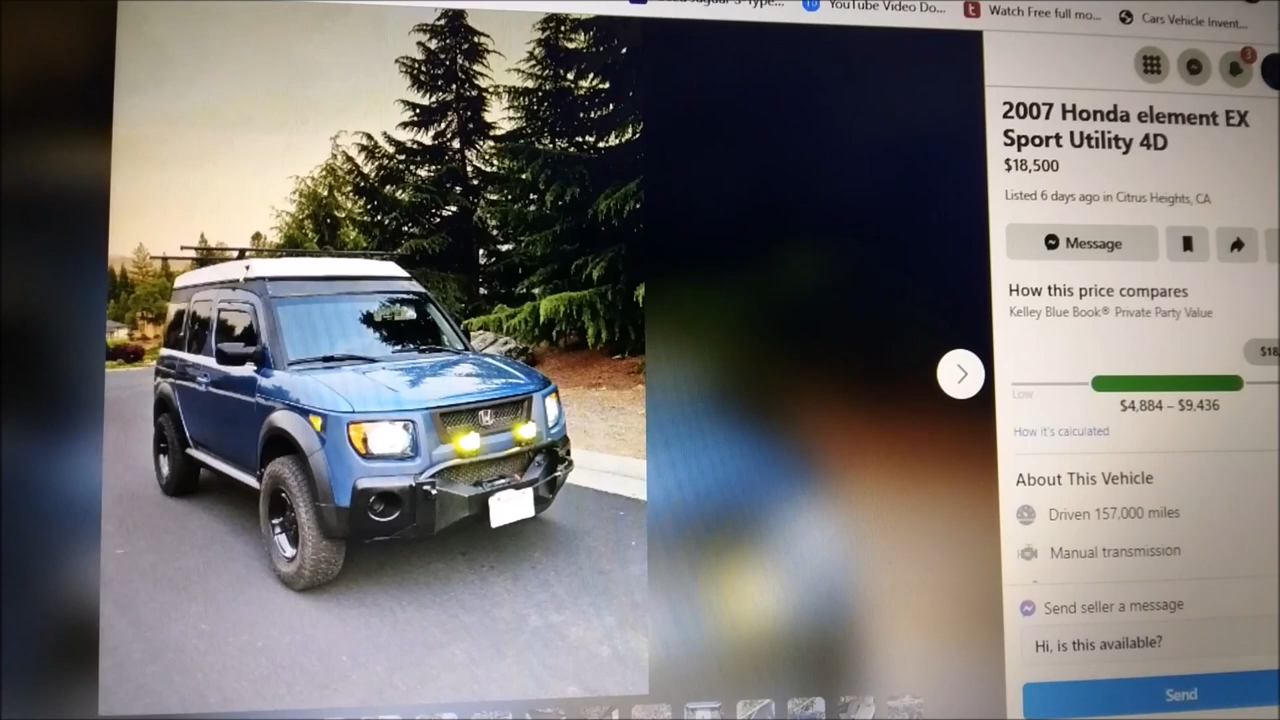 YouTube Video Do...
Watch Free full mo...
Cars Vehicle Invent...
3
2007 Honda element EX
Sport Utility 4D
$18,500
Listed 6 days ago in Citrus Heights, CA
Message
How this price compares
Kelley Blue Book® Private Party Value
$18
Low
$4,884 – $9,436
How it's calculated
About This Vehicle
Driven 157,000 miles
Manual transmission
Send seller a message
Hi, is this available?
Send